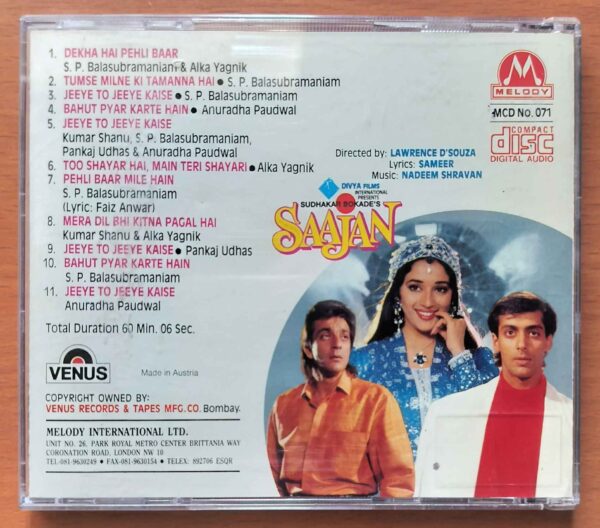 1. DEKHA HAI PEHLI BAAR
S. P. Balasubramaniam & Alka Yagnik
2. TUMSE MILNE KI TAMANNA HAI ● S. P. Balasubramaniam
3. JEEYE TO JEEYE KAISE ● S. P. Balasubramaniam
4. BAHUT PYAR KARTE HAIN ● Anuradha Paudwal
5. JEEYE TO JEEYE KAISE
Kumar Shanu, S. P. Balasubramaniam,
Pankaj Udhas & Anuradha Paudwal
6. TOO SHAYAR HAI, MAIN TERI SHAYARI ● Alka Yagnik
7. PEHLI BAAR MILE HAIN
S. P. Balasubramaniam
(Lyric: Faiz Anwar)
8. MERA DIL BHI KITNA PAGAL HAI
Kumar Shanu & Alka Yagnik
9. JEEYE TO JEEYE KAISE ● Pankaj Udhas
10. BAHUT PYAR KARTE HAIN
S. P. Balasubramaniam
11. JEEYE TO JEEYE KAISE
Anuradha Paudwal
Total Duration 60 Min. 06 Sec.
VENUS
Made in Austria
COPYRIGHT OWNED BY:
VENUS RECORDS & TAPES MFG. CO. Bombay.
MELODY INTERNATIONAL LTD.
UNIT NO. 26, PARK ROYAL METRO CENTER BRITTANIA WAY
CORONATION ROAD, LONDON NW 10
TEL-081-9630249 ● FAX-081-9630154 ● TELEX: 892706 ESQR
M
MELODY
MCD No. 071
COMPACT
disc
DIGITAL AUDIO
Directed by: LAWRENCE D'SOUZA
Lyrics: SAMEER
Music: NADEEM SHRAVAN
DIVYA FILMS
INTERNATIONAL
PRESENTS
SUDHAKAR BOKADE'S
SAAJAN